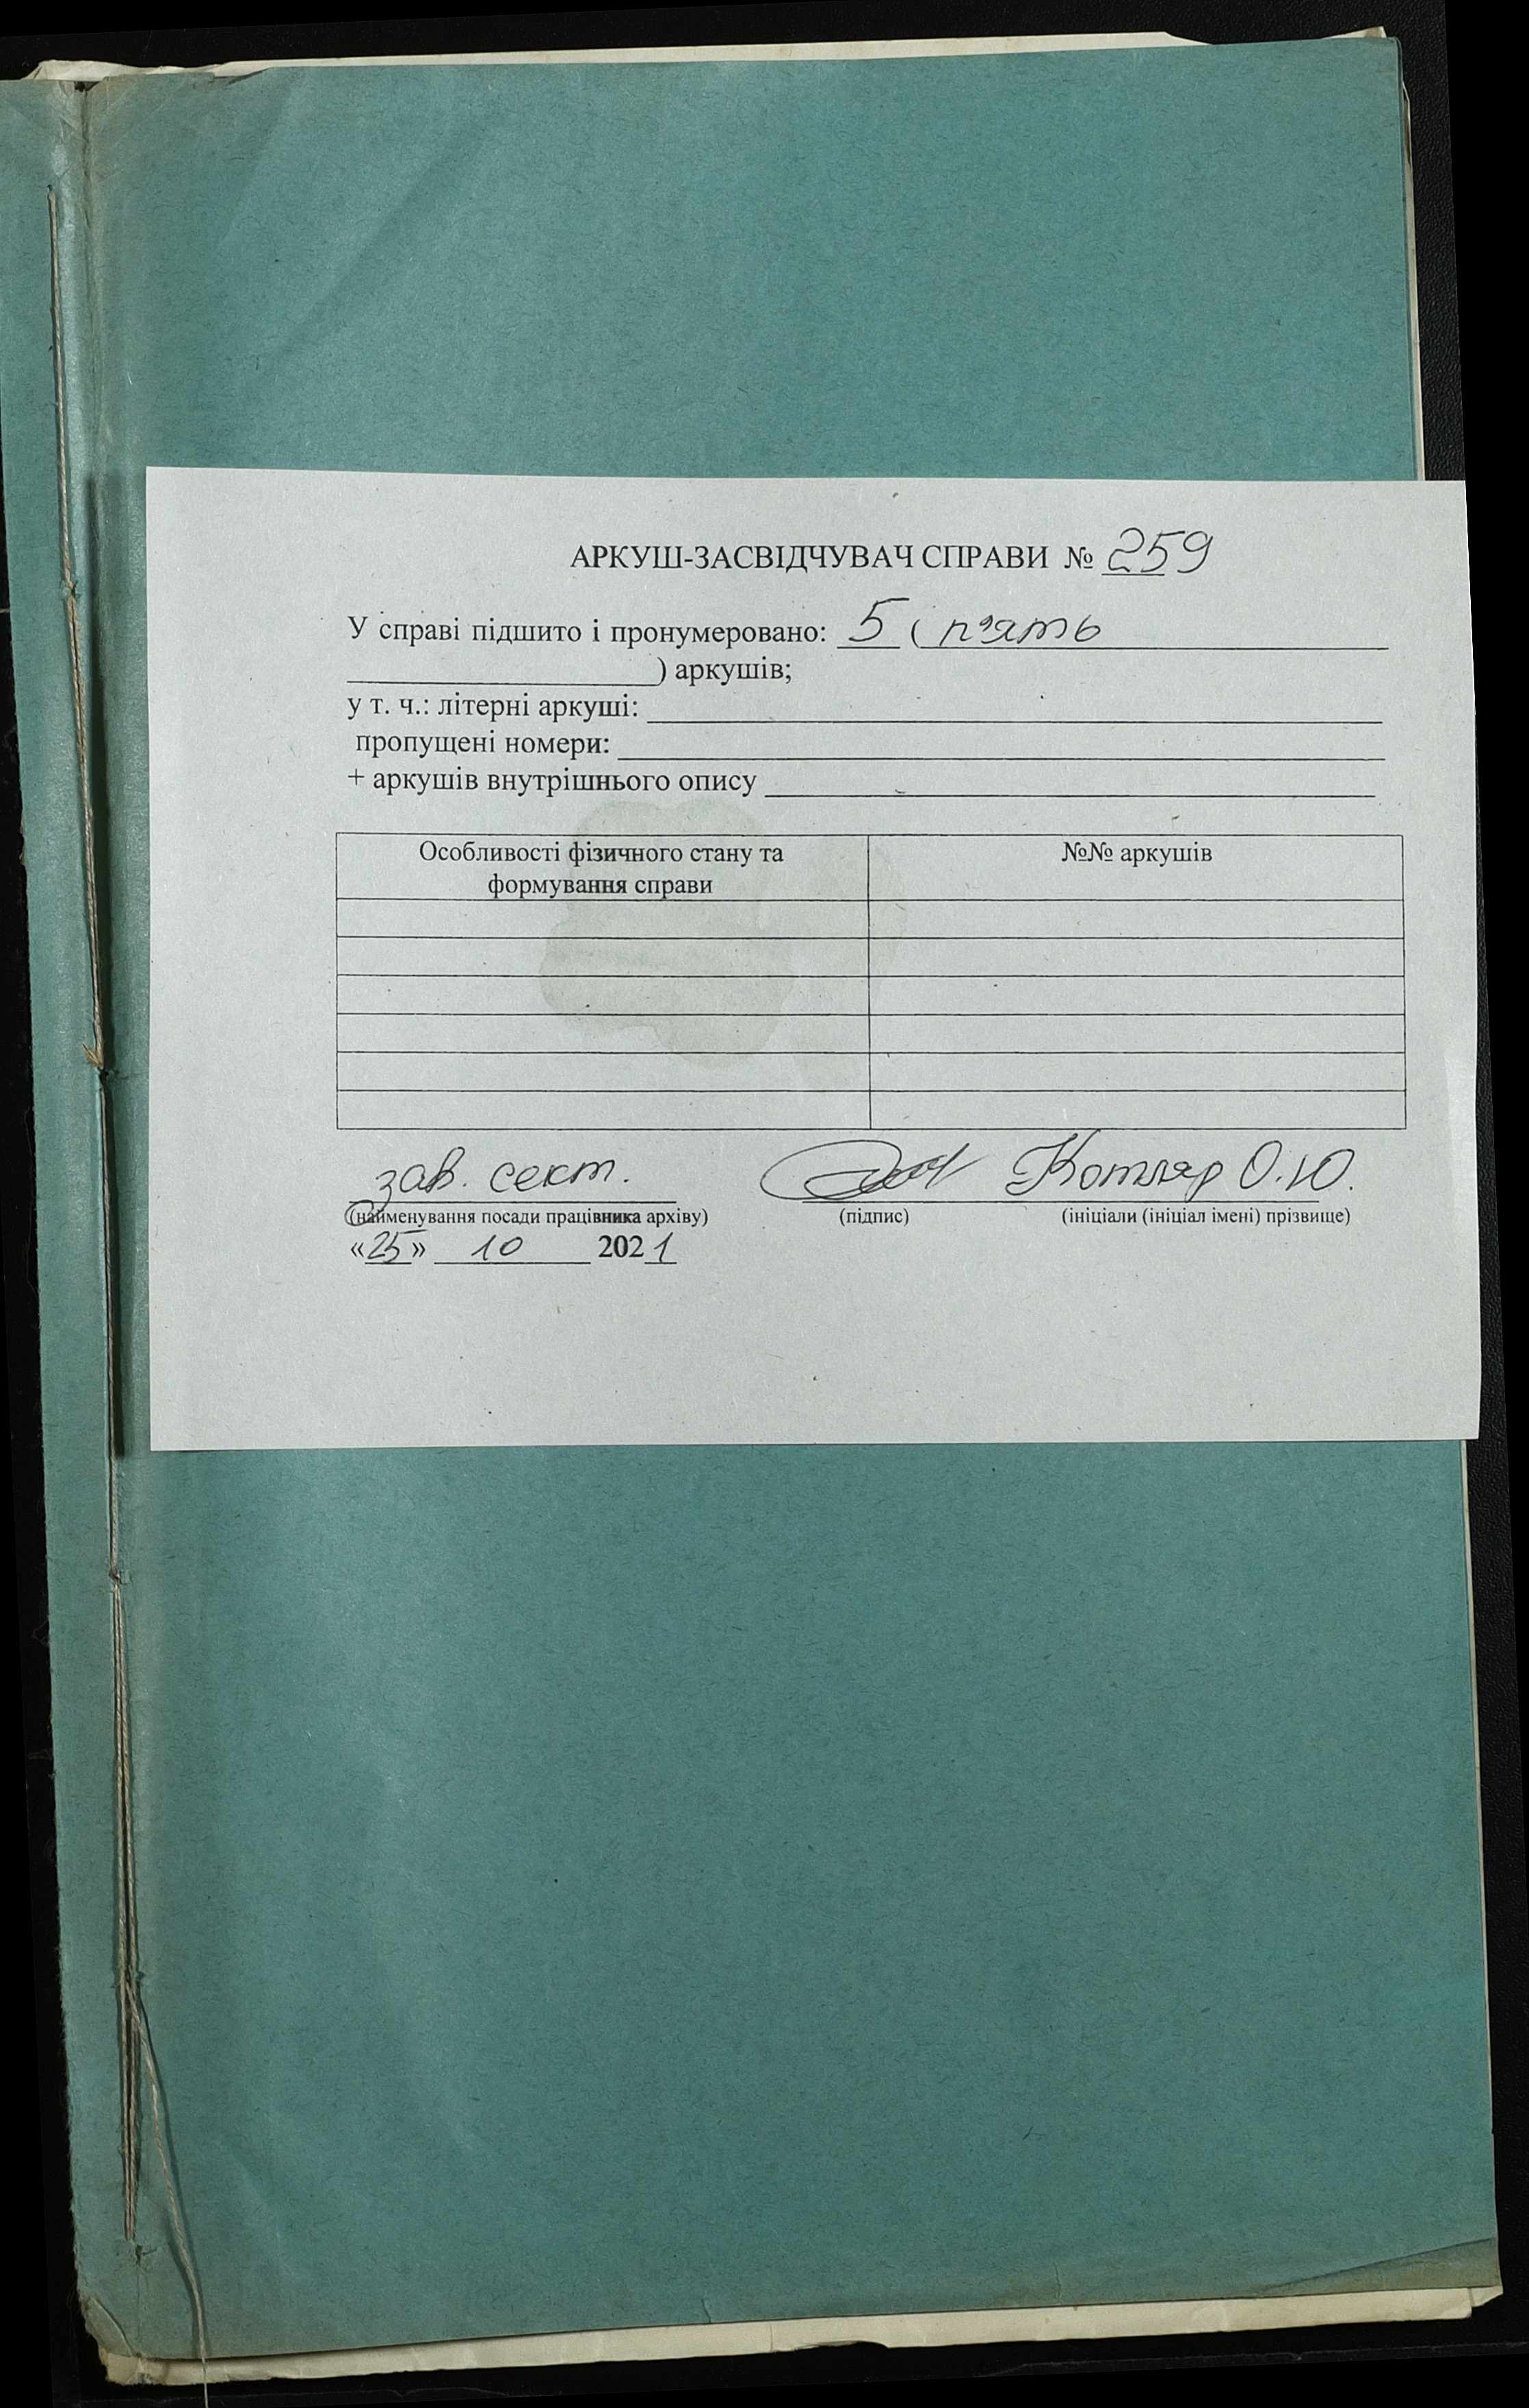 АРКУШ-ЗАСВІДЧУВАЧ СПРАВИ № 259
У справі підшито і пронумеровано: 5 ( п'ять
) аркушів;
у т. ч.: літерні аркуші:
пропущені номери:
+ аркушів внутрішнього опису
Особливості фізичного стану та формування справи №№ аркушів
зав. сект. Котляр О.Ю.
(найменування посади працівника архіву) (підпис) (ініціали (ініціал імені) прізвище)
«25» 10 2021